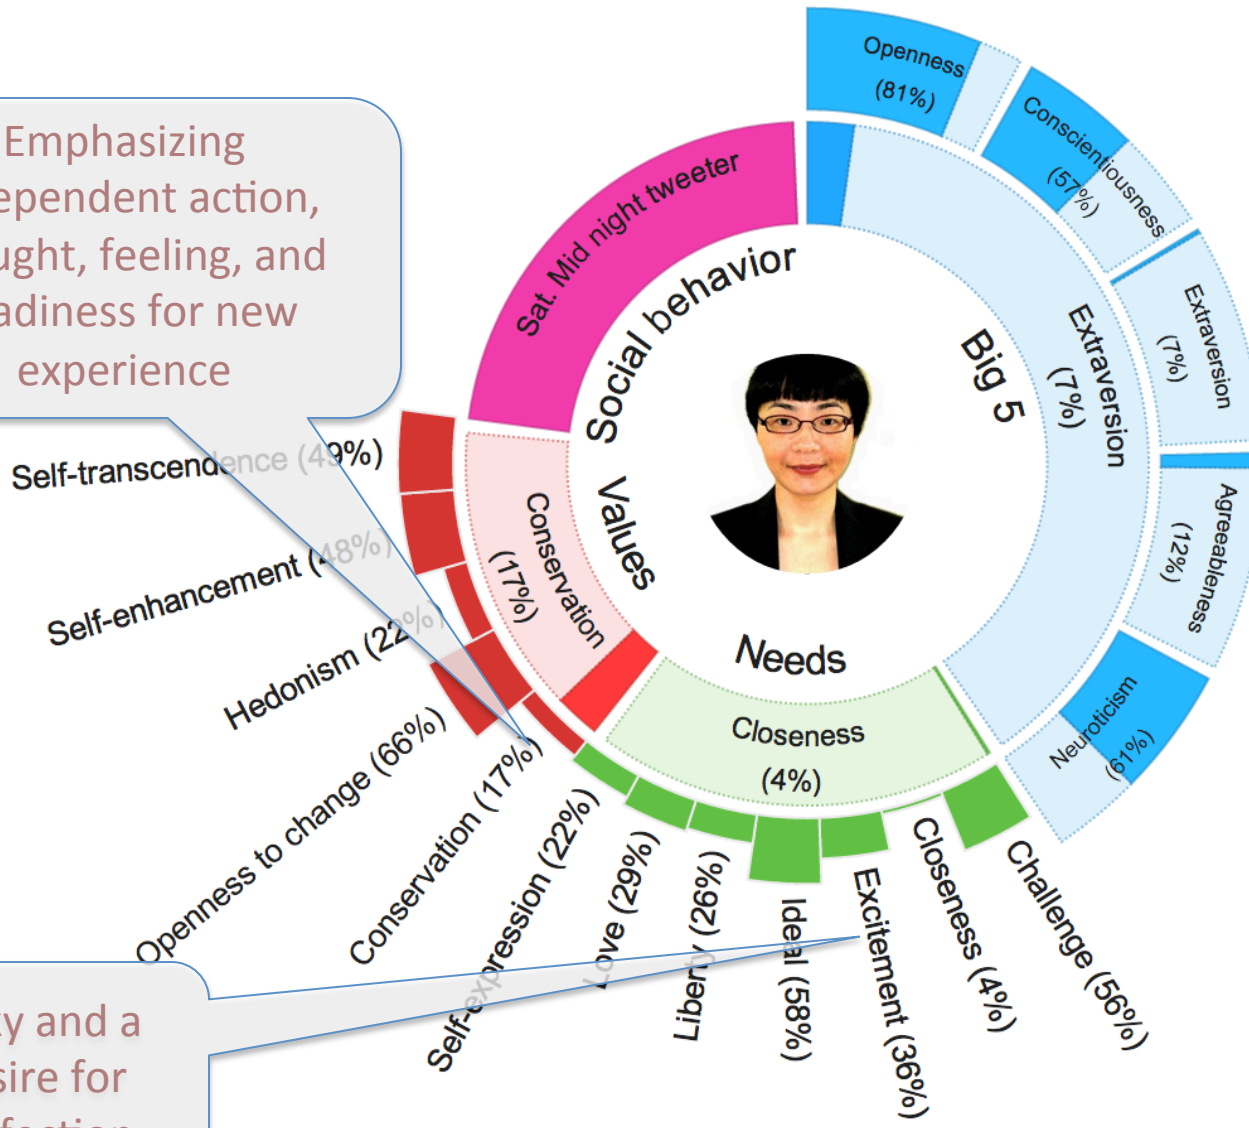 Emphasizing
ependent action,
ught, feeling, and
adiness for new
experience
Openness
(81%)
Conscientiousness
(57%)
Extraversion
(7%)
Agreeableness
(12%)
Neuroticism
(61%)
Big 5
Extraversion
(7%)
Social behavior
Sat. Mid night tweeter
Values
Conservation
(17%)
Needs
Closeness
(4%)
Self-transcendence (49%)
Self-enhancement (48%)
Hedonism (22%)
Openness to change (66%)
Conservation (17%)
Self-expression (22%)
Love (29%)
Liberty (26%)
Ideal (58%)
Excitement (36%)
Closeness (4%)
Challenge (56%)
ty and a
sire for